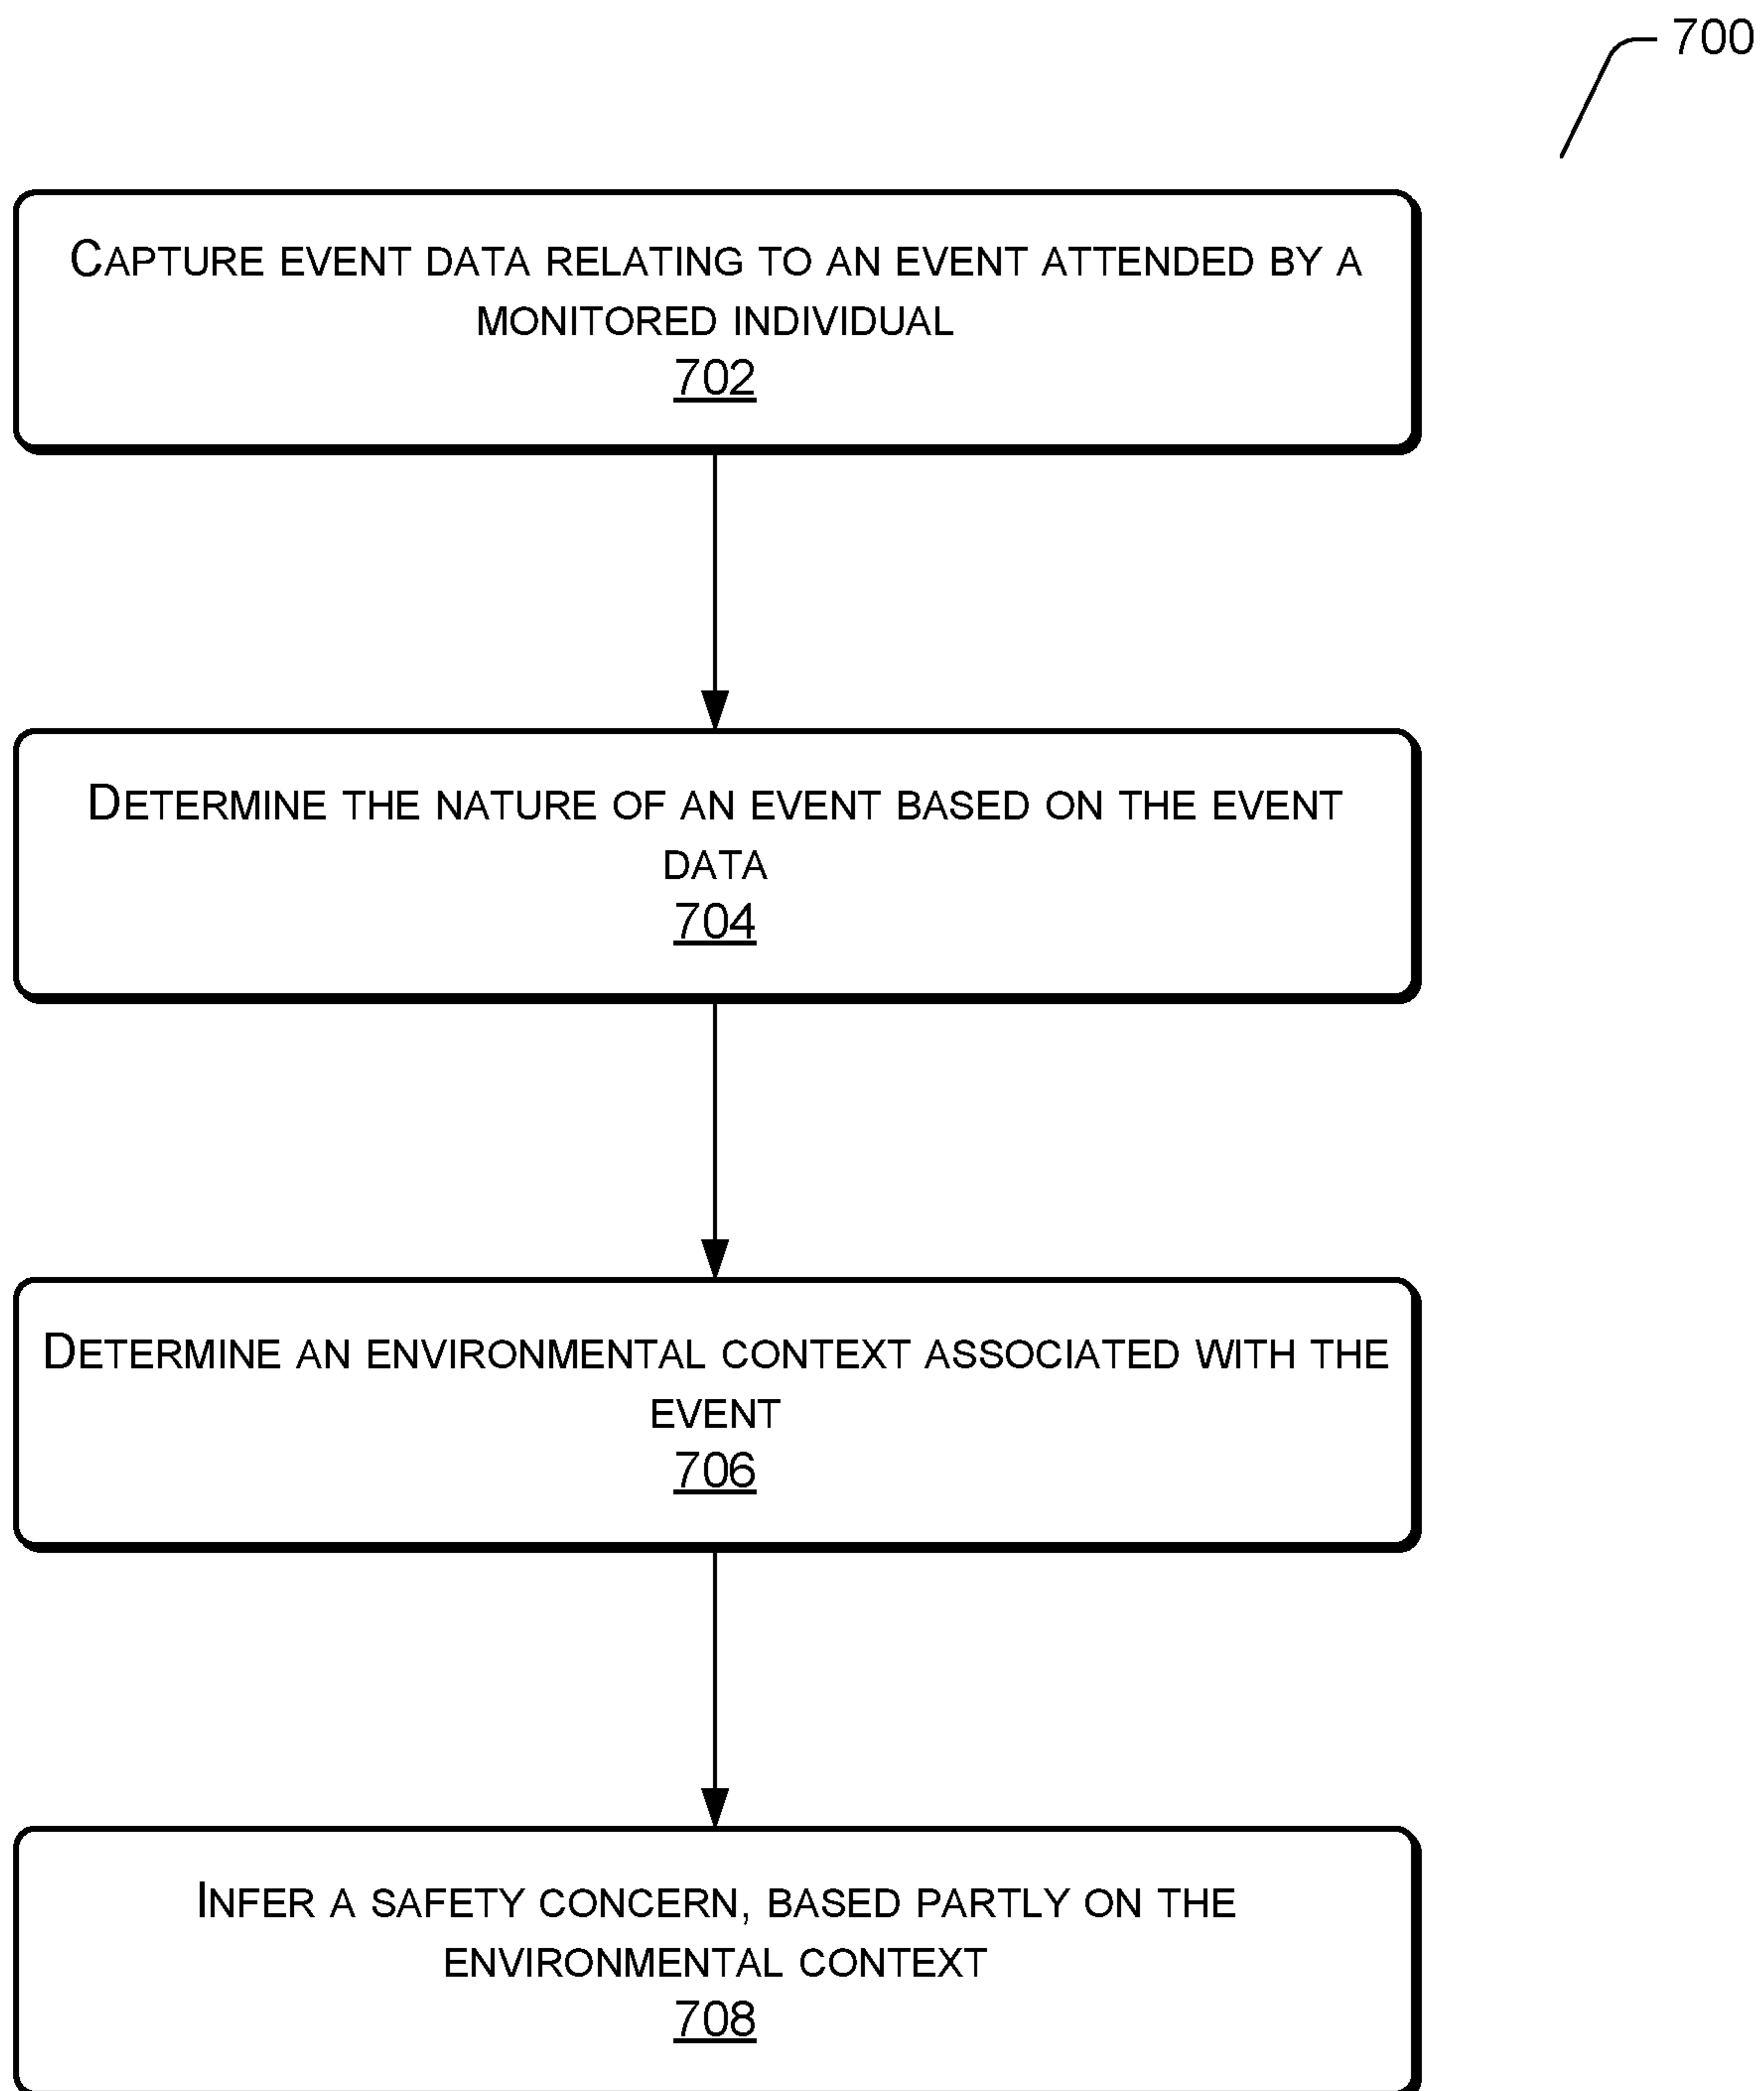 700
CAPTURE EVENT DATA RELATING TO AN EVENT ATTENDED BY A
MONITORED INDIVIDUAL
702
DETERMINE THE NATURE OF AN EVENT BASED ON THE EVENT
DATA
704
DETERMINE AN ENVIRONMENTAL CONTEXT ASSOCIATED WITH THE
EVENT
706
INFER A SAFETY CONCERN, BASED PARTLY ON THE
ENVIRONMENTAL CONTEXT
708